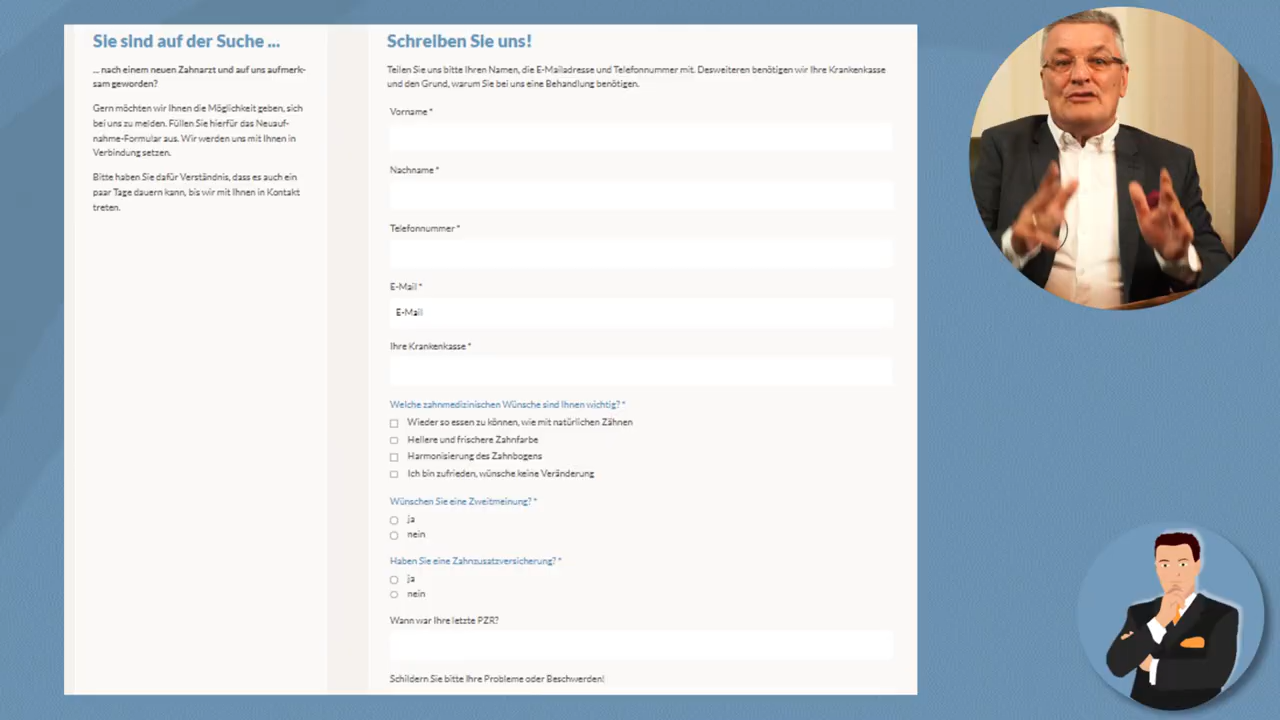 Sie sind auf der Suche ...
... nach einem neuen Zahnarzt und auf uns aufmerk-
sam geworden?
Gern möchten wir Ihnen die Möglichkeit geben, sich
bei uns zu melden. Füllen Sie hierfür das Neuauf-
nahme-Formular aus. Wir werden uns mit Ihnen in
Verbindung setzen.
Bitte haben Sie dafür Verständnis, dass es auch ein
paar Tage dauern kann, bis wir mit Ihnen in Kontakt
treten.
Schreiben Sie uns!
Teilen Sie uns bitte Ihren Namen, die E-Mailadresse und Telefonnummer mit. Desweiteren benötigen wir Ihre Krankenkasse
und den Grund, warum Sie bei uns eine Behandlung benötigen.
Vorname *
Nachname *
Telefonnummer *
E-Mail *
E-Mail
Ihre Krankenkasse *
Welche zahnmedizinischen Wünsche sind Ihnen wichtig? *
Wieder so essen zu können, wie mit natürlichen Zähnen
Hellere und frischere Zahnfarbe
Harmonisierung des Zahnbogens
Ich bin zufrieden, wünsche keine Veränderung
Wünschen Sie eine Zweitmeinung? *
ja
nein
Haben Sie eine Zahnzusatzversicherung? *
ja
nein
Wann war Ihre letzte PZR?
Schildern Sie bitte Ihre Probleme oder Beschwerden!